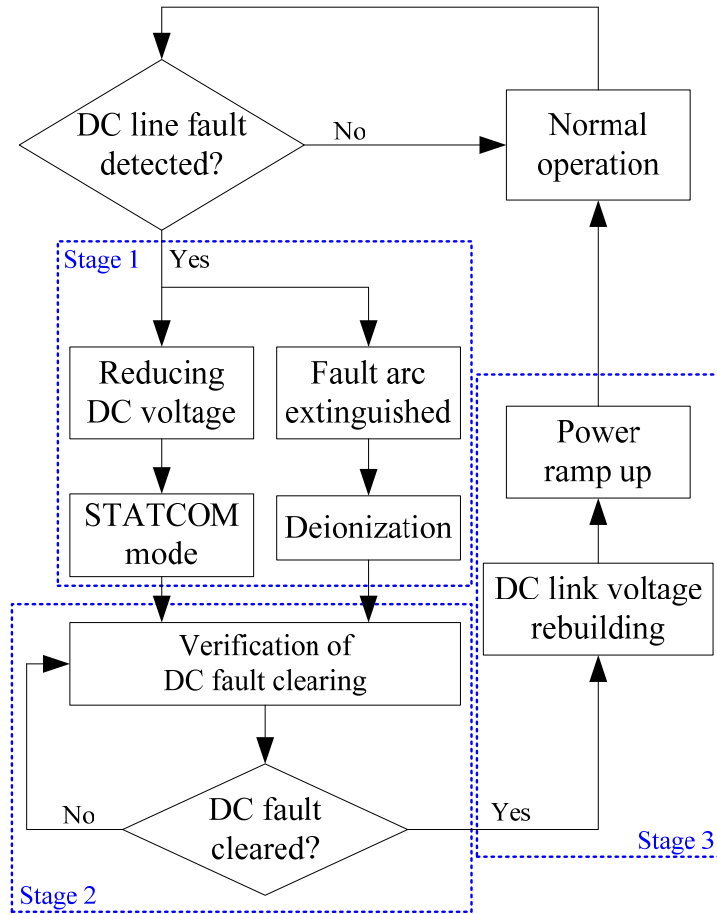 DC line fault
detected?
No
Normal
operation
Stage 1
Yes
Reducing
DC voltage
Fault arc
extinguished
STATCOM
mode
Deionization
Power
ramp up
DC link voltage
rebuilding
Verification of
DC fault clearing
No
DC fault
cleared?
Yes
Stage 2
Stage 3